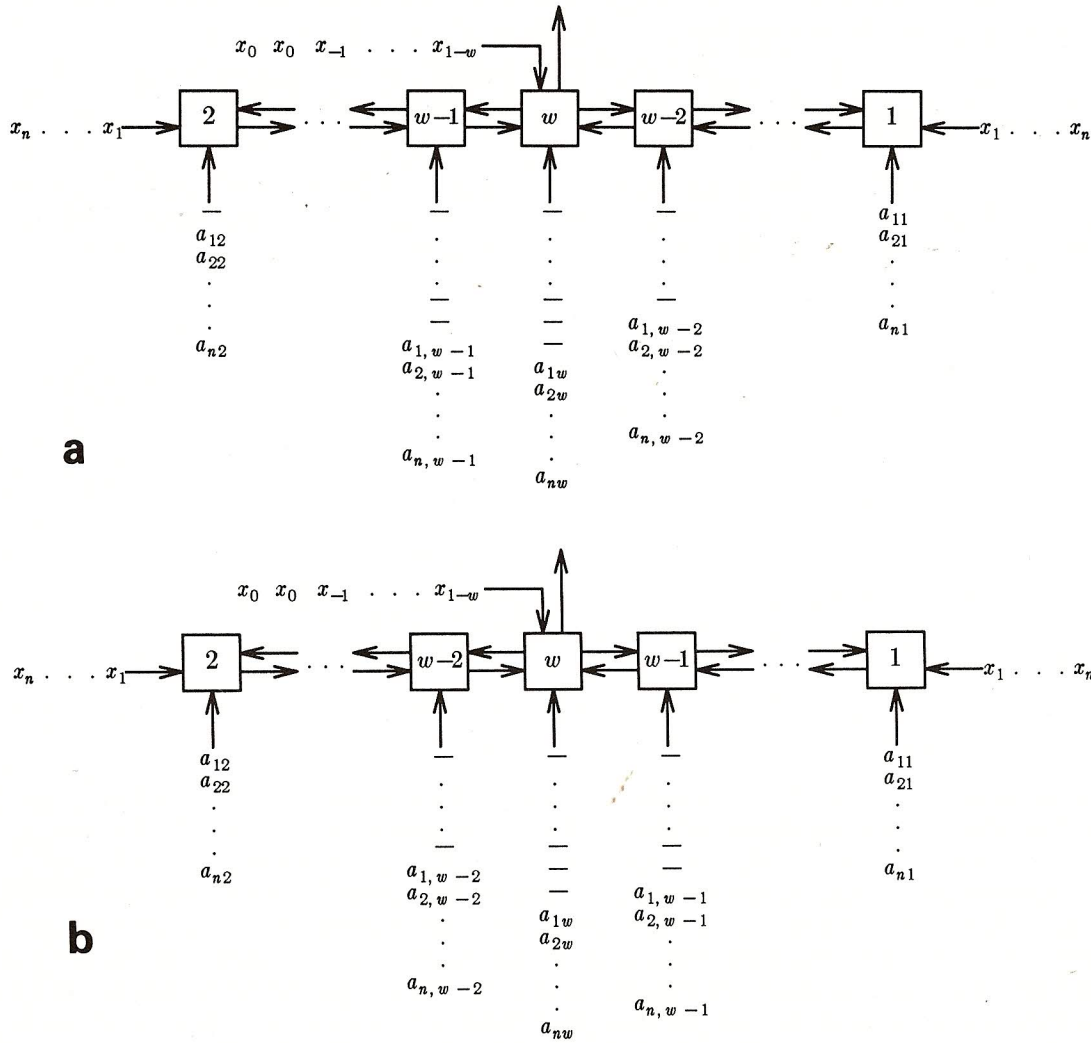 x₀ x₀ x₋₁ . . . x₁₋w
xₙ . . . x₁ 2 . . . w–1 w w–2 . . . 1 x₁ . . . xₙ
— — — — a₁₁
a₁₂ . . . a₂₁
a₂₂ . . . .
. . . . .
. — — — .
. — — a₁,w–2 aₙ₁
aₙ₂ a₁,w–1 — a₂,w–2
a₂,w–1 a₁w .
. a₂w .
. . .
. . aₙ,w–2
aₙ,w–1 .
aₙw
a
x₀ x₀ x₋₁ . . . x₁₋w
xₙ . . . x₁ 2 . . . w–2 w w–1 . . . 1 x₁ . . . xₙ
a₁₂ — — — a₁₁
a₂₂ . . . a₂₁
. . . . .
. . . . .
. — — — .
aₙ₂ a₁,w–2 — — aₙ₁
a₂,w–2 — a₁,w–1
. a₁w a₂,w–1
. a₂w .
. . .
aₙ,w–2 . .
. aₙ,w–1
aₙw
b